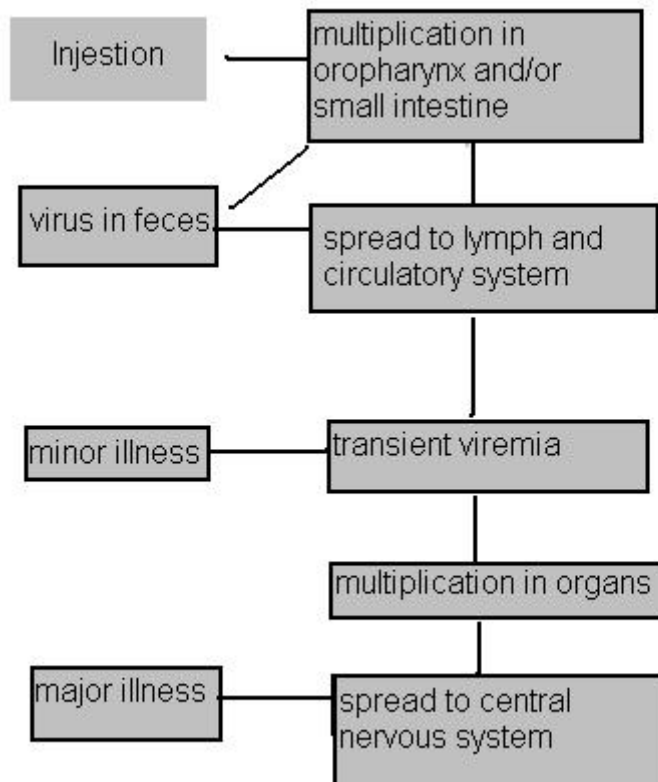 Injestion
multiplication in
oropharynx and/or
small intestine
virus in feces
spread to lymph and
circulatory system
minor illness
transient viremia
multiplication in organs
major illness
spread to central
nervous system